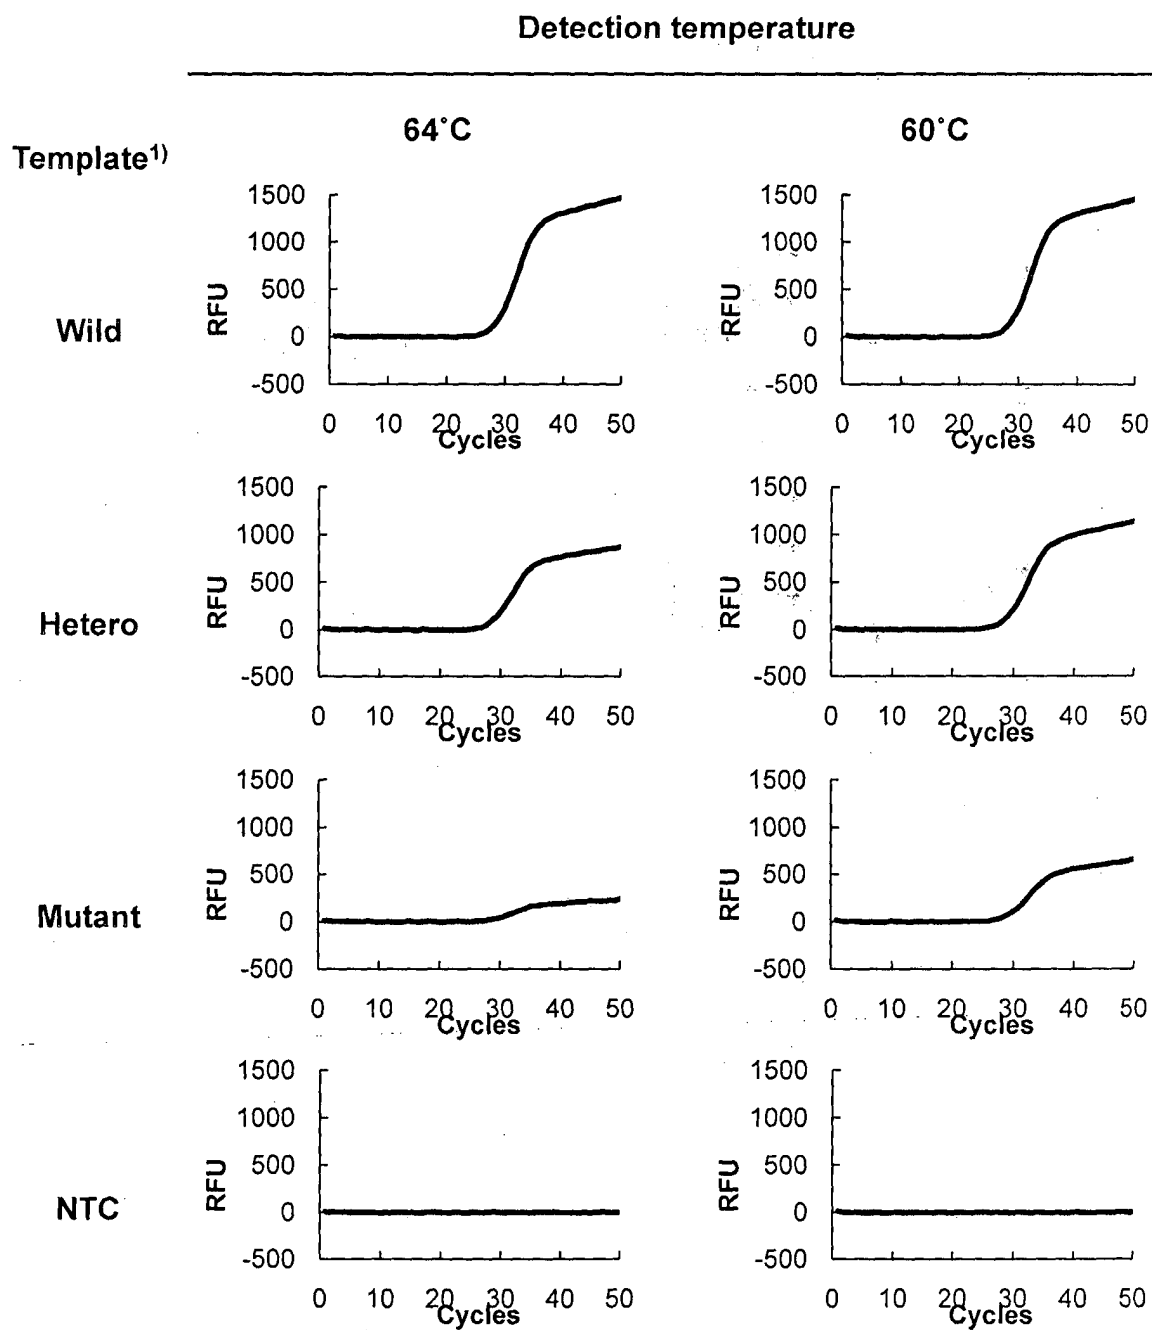 Detection temperature
64°C 60°C
Template1)
1500 1500
1000 1000
500 500
RFU RFU
Wild
0 0
-500 -500
0 10 20 30 40 50 0 10 20 30 40 50
Cycles Cycles
1500 1500
1000 1000
500 500
RFU RFU
Hetero
0 0
-500 -500
0 10 20 30 40 50 0 10 20 30 40 50
Cycles Cycles
1500 1500
1000 1000
500 500
RFU RFU
Mutant
0 0
-500 -500
0 10 20 30 40 50 0 10 20 30 40 50
Cycles Cycles
1500 1500
1000 1000
500 500
RFU RFU
NTC
0 0
-500 -500
0 10 20 30 40 50 0 10 20 30 40 50
Cycles Cycles